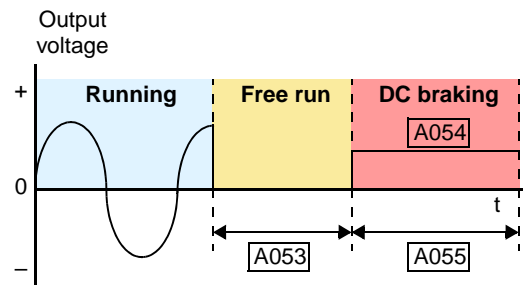 Output
voltage
+
Running
Free run
DC braking
A054
0
t
A053
A055
–